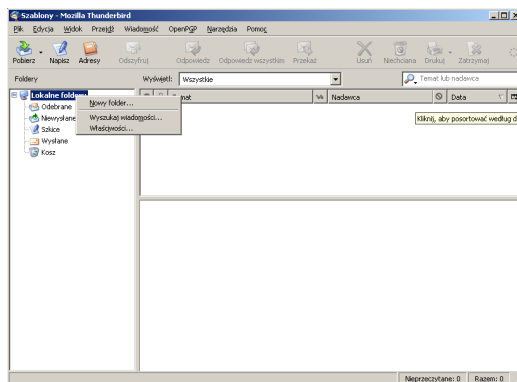 Szablony - Mozilla Thunderbird
Plik Edycja Widok Przejdź Wiadomość OpenPGP Narzędzia Pomoc
Pobierz Napisz Adresy Odszyfruj Odpowiedz Odpowiedz wszystkim Przekaż Usuń Niechciana Drukuj Zatrzymaj
Foldery Wyświetl: Wszystkie Temat lub nadawca
Lokalne foldery
Nadawca Data
Nowy folder...
Odebrane
Kliknij, aby posortować według d
Niewysłane
Wyszukaj wiadomości...
Szkice
Właściwości...
Wysłane
Kosz
Nieprzeczytane: 0 Razem: 0